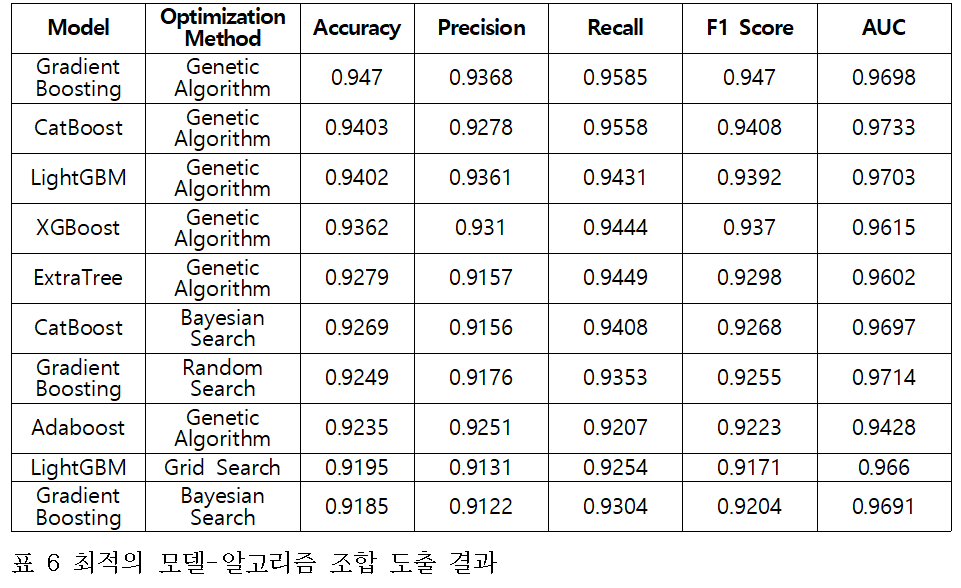 Model Optimization Method Accuracy Precision Recall F1 Score AUC
Gradient Boosting Genetic Algorithm 0.947 0.9368 0.9585 0.947 0.9698
CatBoost Genetic Algorithm 0.9403 0.9278 0.9558 0.9408 0.9733
LightGBM Genetic Algorithm 0.9402 0.9361 0.9431 0.9392 0.9703
XGBoost Genetic Algorithm 0.9362 0.931 0.9444 0.937 0.9615
ExtraTree Genetic Algorithm 0.9279 0.9157 0.9449 0.9298 0.9602
CatBoost Bayesian Search 0.9269 0.9156 0.9408 0.9268 0.9697
Gradient Boosting Random Search 0.9249 0.9176 0.9353 0.9255 0.9714
Adaboost Genetic Algorithm 0.9235 0.9251 0.9207 0.9223 0.9428
LightGBM Grid Search 0.9195 0.9131 0.9254 0.9171 0.966
Gradient Boosting Bayesian Search 0.9185 0.9122 0.9304 0.9204 0.9691
표 6 최적의 모델-알고리즘 조합 도출 결과